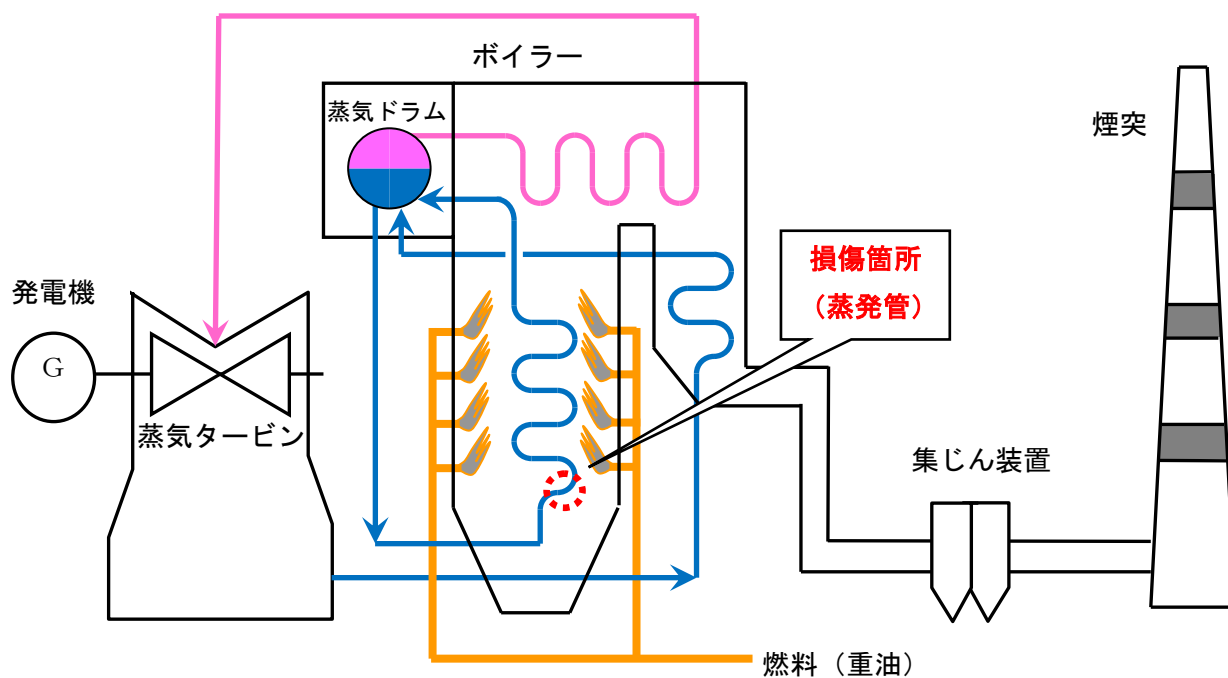 ボイラー
蒸気ドラム
煙突
損傷箇所
（蒸発管）
発電機
G
蒸気タービン
集じん装置
燃料（重油）